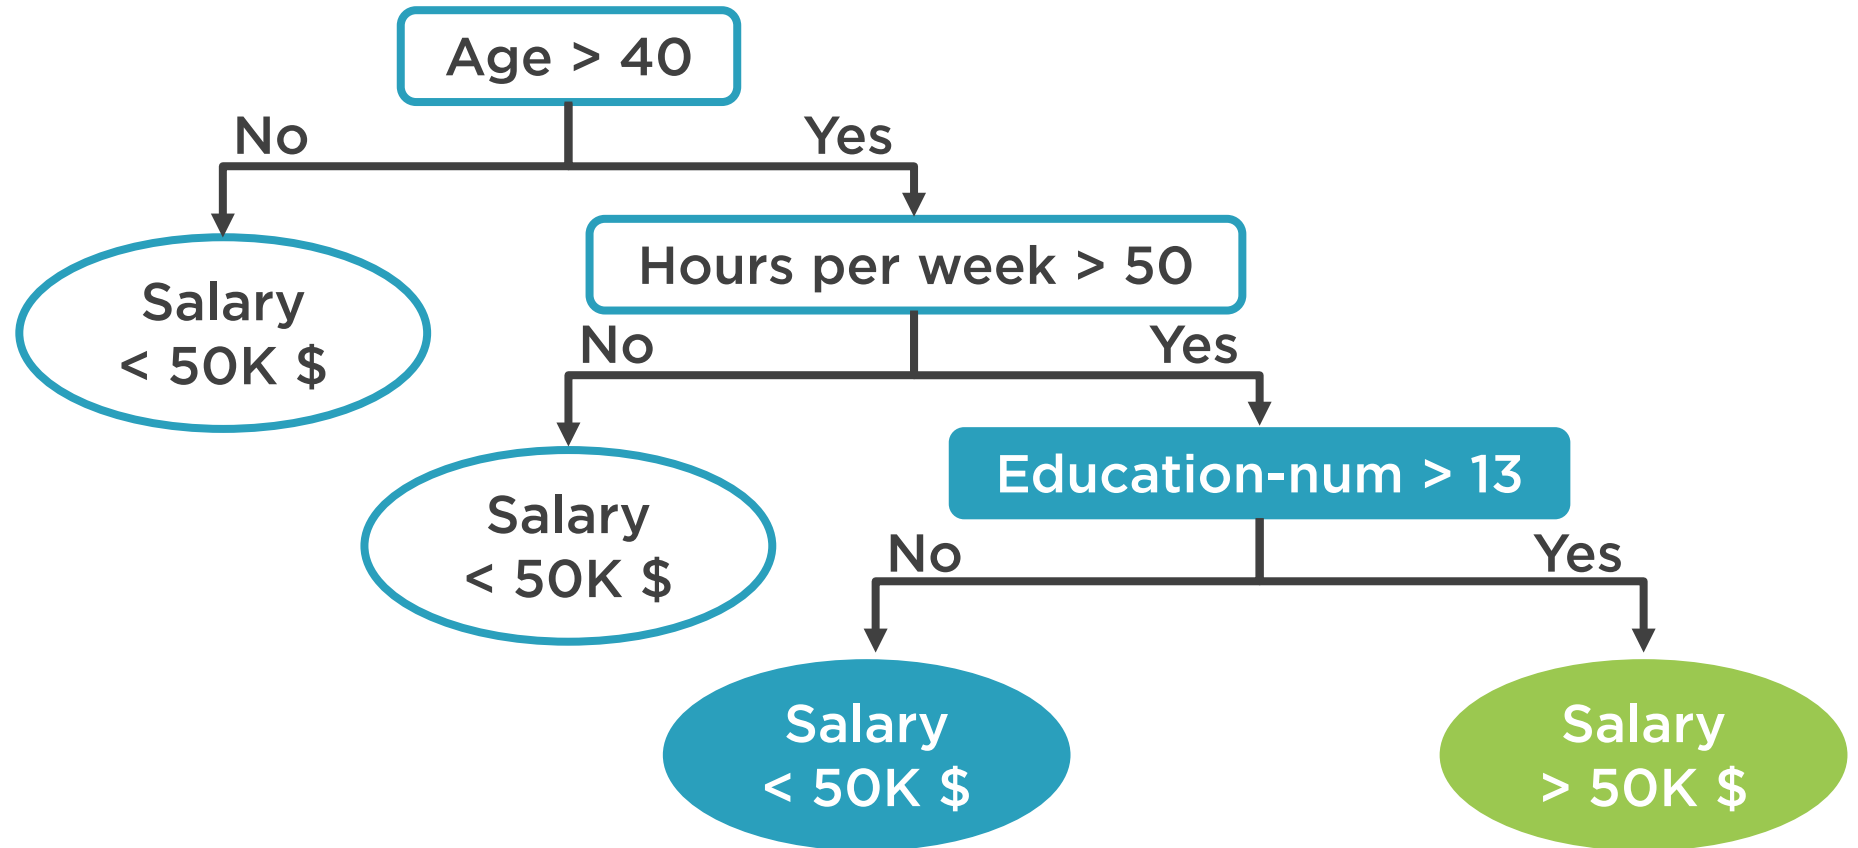 Age > 40
No
Yes
Hours per week > 50
Salary
< 50K $
No
Yes
Education-num > 13
Salary
< 50K $
No
Yes
Salary
< 50K $
Salary
> 50K $